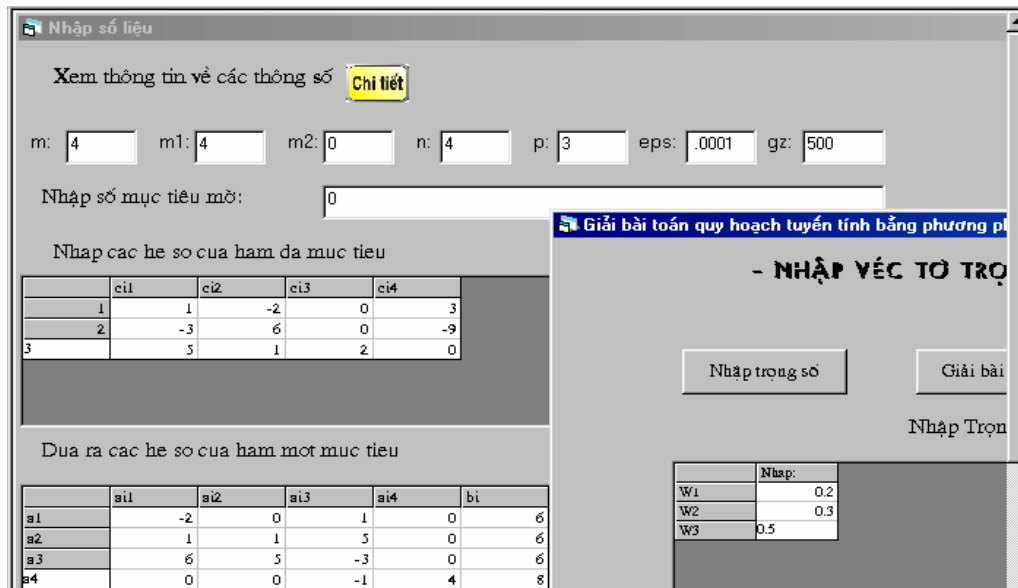 Nhập số liệu
Xem thông tin về các thông số Chi tiết
m: 4 m1: 4 m2: 0 n: 4 p: 3 eps: .0001 gz: 500
Nhập số mục tiêu mờ: 0
Nhap cac he so cua ham da muc tieu
ci1 ci2 ci3 ci4
1 1 -2 0 3
2 -3 6 0 -9
3 5 1 2 0
Dua ra cac he so cua ham mot muc tieu
ai1 ai2 ai3 ai4 bi
a1 -2 0 1 0 6
a2 1 1 5 0 6
a3 6 5 -3 0 6
a4 0 0 -1 4 8
Giải bài toán quy hoạch tuyến tính bằng phương
- NHẬP VÉC TƠ TRỌ
Nhập trọng số Giải bài
Nhập Trọn
Nhap:
W1 0.2
W2 0.3
W3 0.5